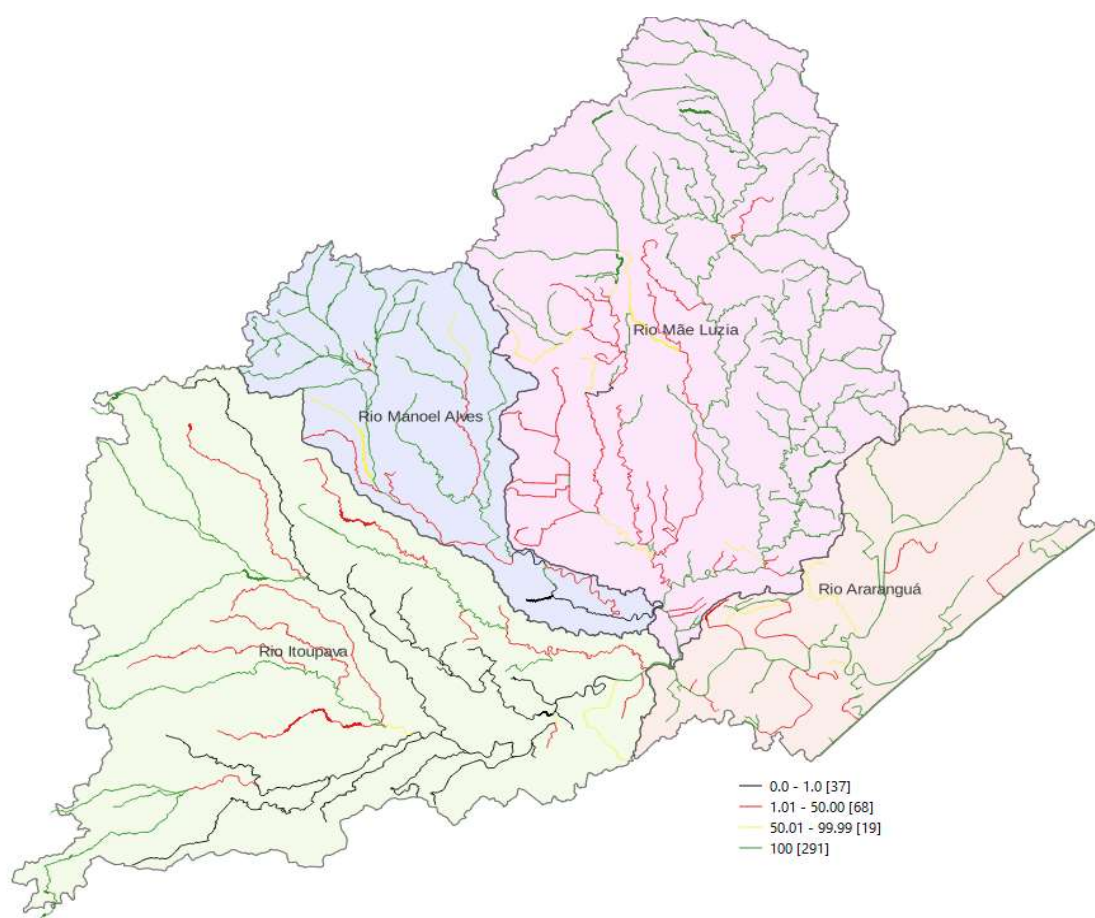 Rio Mãe Luzia
Rio Manoel Alves
Rio Araranguá
Rio Itoupava
0.0 - 1.0 [37]
1.01 - 50.00 [68]
50.01 - 99.99 [19]
100 [291]